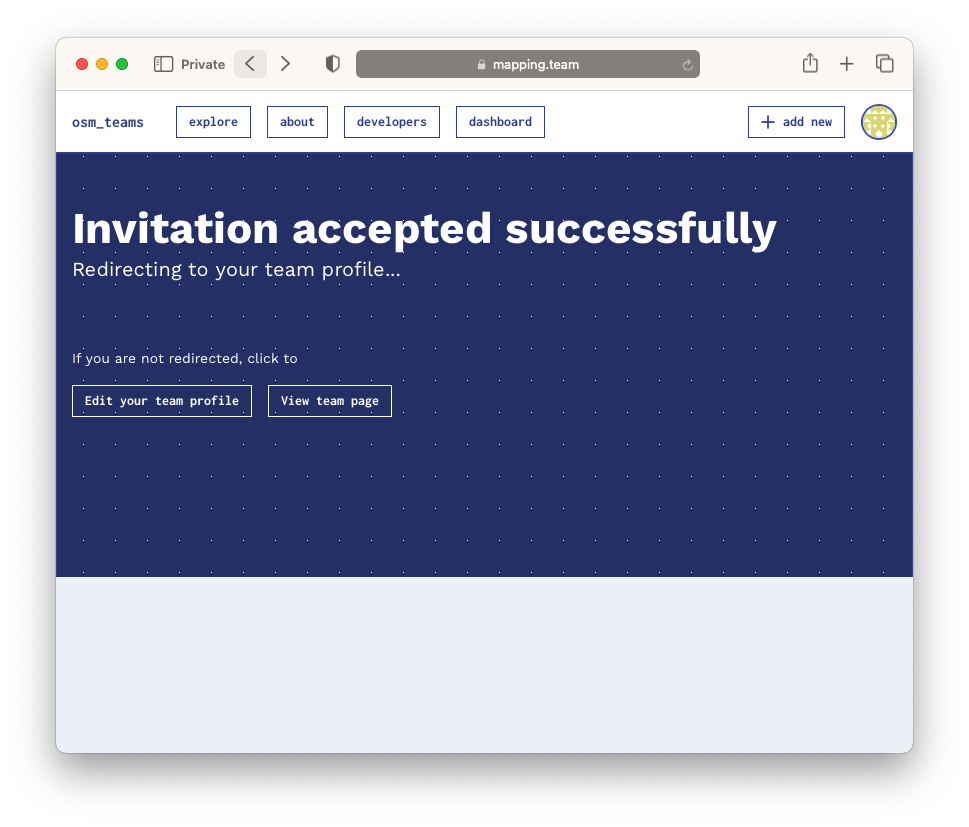 Private
mapping.team
osm_teams explore about developers dashboard add new
Invitation accepted successfully
Redirecting to your team profile...
If you are not redirected, click to
Edit your team profile View team page